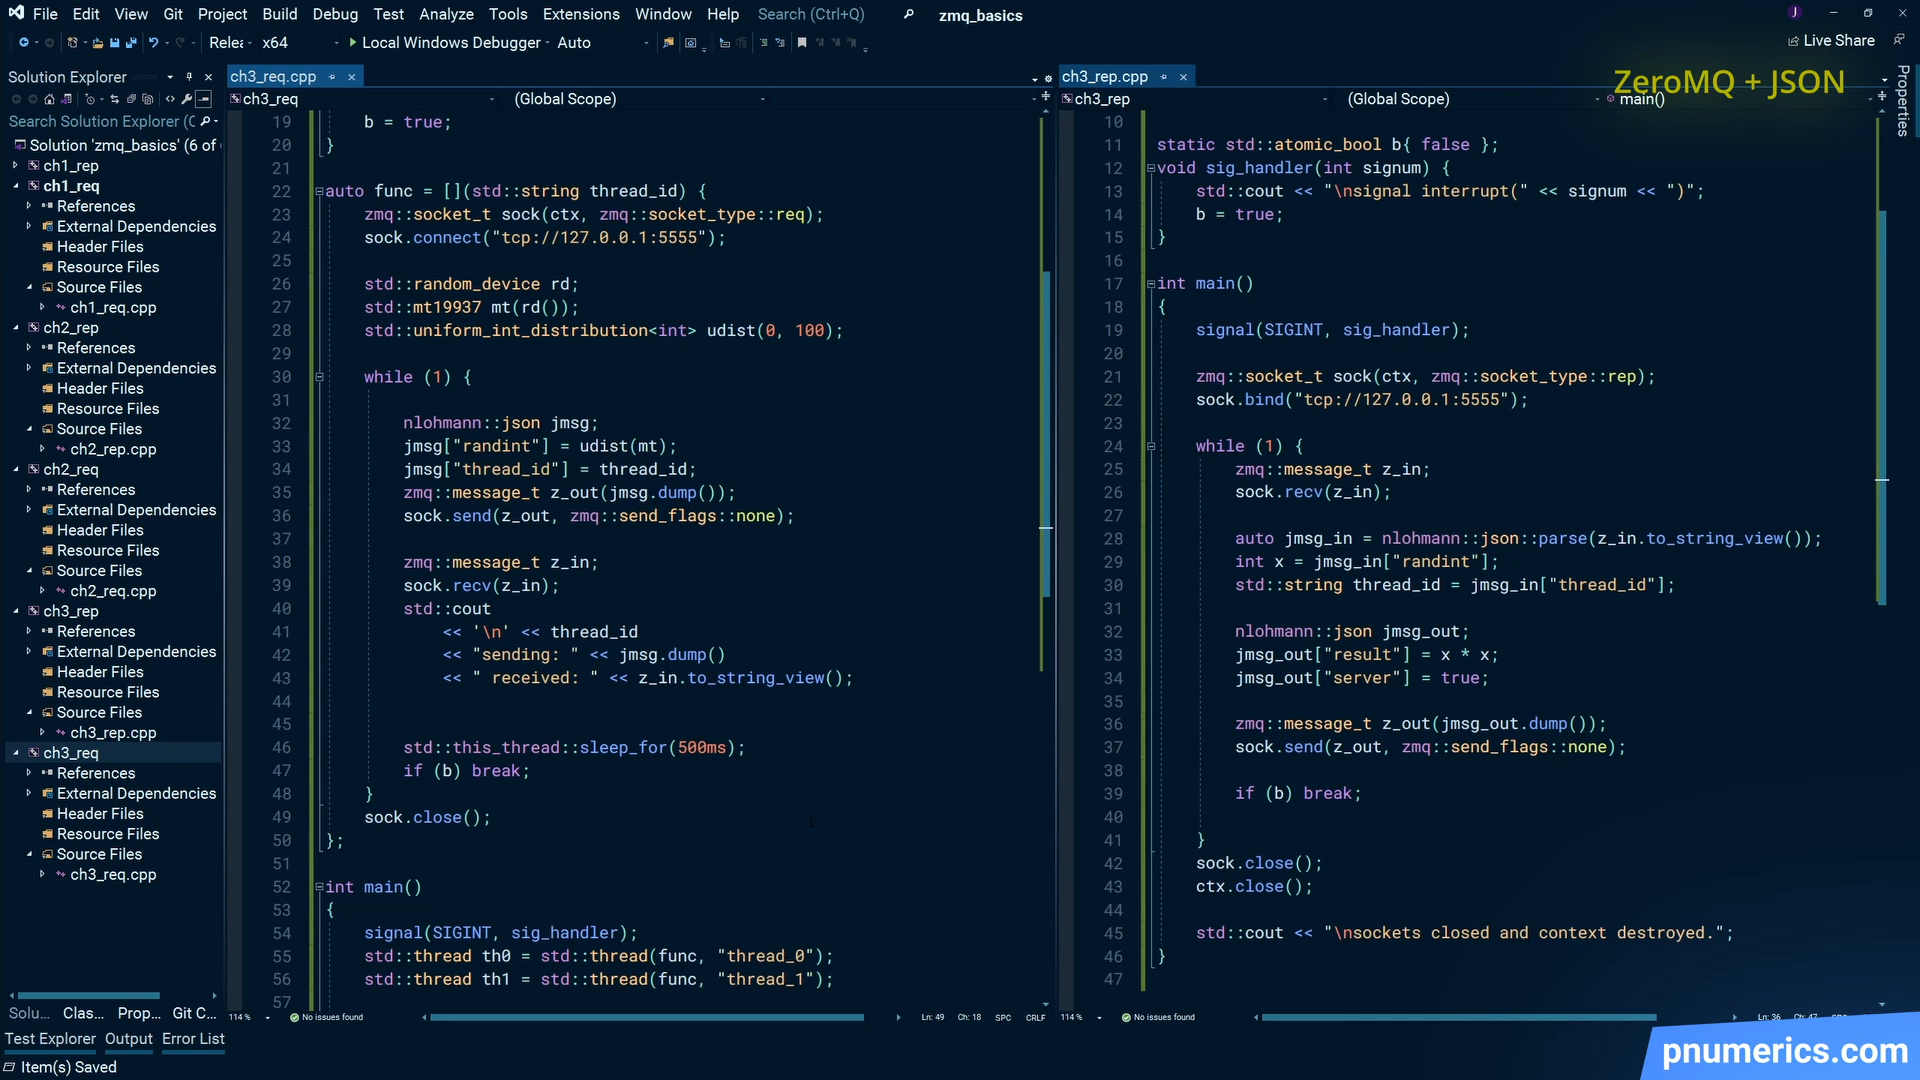 File Edit View Git Project Build Debug Test Analyze Tools Extensions Window Help Search (Ctrl+Q) zmq_basics J
Relea x64 Local Windows Debugger Auto Live Share
ZeroMQ + JSON
Solution Explorer
Search Solution Explorer (C
Solution 'zmq_basics' (6 of
ch1_rep
ch1_req
References
External Dependencies
Header Files
Resource Files
Source Files
ch1_req.cpp
ch2_rep
References
External Dependencies
Header Files
Resource Files
Source Files
ch2_rep.cpp
ch2_req
References
External Dependencies
Header Files
Resource Files
Source Files
ch2_req.cpp
ch3_rep
References
External Dependencies
Header Files
Resource Files
Source Files
ch3_rep.cpp
ch3_req
References
External Dependencies
Header Files
Resource Files
Source Files
ch3_req.cpp
Solu... Clas... Prop... Git C...
ch3_req.cpp
ch3_req (Global Scope)
19 b = true;
20 }
21
22 auto func = [](std::string thread_id) {
23 zmq::socket_t sock(ctx, zmq::socket_type::req);
24 sock.connect("tcp://127.0.0.1:5555");
25
26 std::random_device rd;
27 std::mt19937 mt(rd());
28 std::uniform_int_distribution<int> udist(0, 100);
29
30 while (1) {
31
32 nlohmann::json jmsg;
33 jmsg["randint"] = udist(mt);
34 jmsg["thread_id"] = thread_id;
35 zmq::message_t z_out(jmsg.dump());
36 sock.send(z_out, zmq::send_flags::none);
37
38 zmq::message_t z_in;
39 sock.recv(z_in);
40 std::cout
41 << '\n' << thread_id
42 << "sending: " << jmsg.dump()
43 << " received: " << z_in.to_string_view();
44
45
46 std::this_thread::sleep_for(500ms);
47 if (b) break;
48 }
49 sock.close();
50 };
51
52 int main()
53 {
54 signal(SIGINT, sig_handler);
55 std::thread th0 = std::thread(func, "thread_0");
56 std::thread th1 = std::thread(func, "thread_1");
57
114 % No issues found Ln: 49 Ch: 18 SPC CRLF
ch3_rep.cpp
ch3_rep (Global Scope) main()
10
11 static std::atomic_bool b{ false };
12 void sig_handler(int signum) {
13 std::cout << "\nsignal interrupt(" << signum << ")";
14 b = true;
15 }
16
17 int main()
18 {
19 signal(SIGINT, sig_handler);
20
21 zmq::socket_t sock(ctx, zmq::socket_type::rep);
22 sock.bind("tcp://127.0.0.1:5555");
23
24 while (1) {
25 zmq::message_t z_in;
26 sock.recv(z_in);
27
28 auto jmsg_in = nlohmann::json::parse(z_in.to_string_view());
29 int x = jmsg_in["randint"];
30 std::string thread_id = jmsg_in["thread_id"];
31
32 nlohmann::json jmsg_out;
33 jmsg_out["result"] = x * x;
34 jmsg_out["server"] = true;
35
36 zmq::message_t z_out(jmsg_out.dump());
37 sock.send(z_out, zmq::send_flags::none);
38
39 if (b) break;
40
41 }
42 sock.close();
43 ctx.close();
44
45 std::cout << "\nsockets closed and context destroyed.";
46 }
47
114 % No issues found Ln: 36 Ch: 47
Properties
Test Explorer Output Error List
Item(s) Saved
pnumerics.com